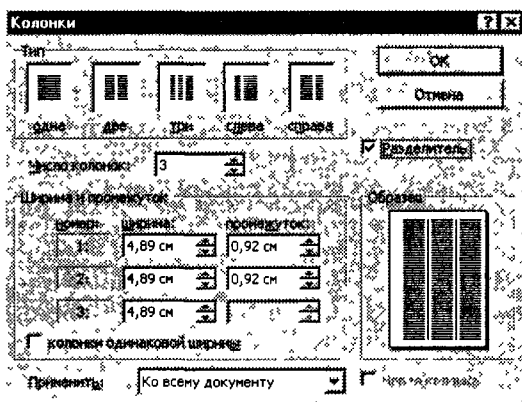 Колонки
Тип
ОК
одна две три слева справа
Отмена
Разделитель
Число колонок: 3
Ширина и промежуток
Образец
номер: ширина: промежуток:
1: 4,89 см 0,92 см
2: 4,89 см 0,92 см
3: 4,89 см
колонки одинаковой ширины
Применить: Ко всему документу